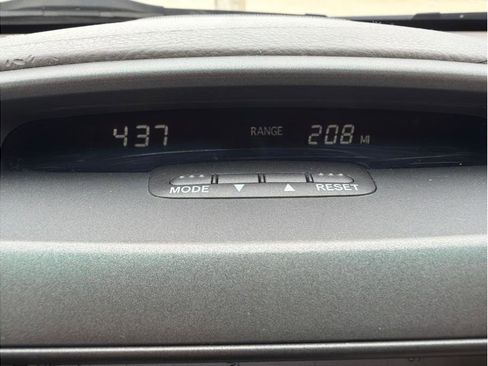 437 RANGE 208 MI
MODE ▼ ▲ RESET